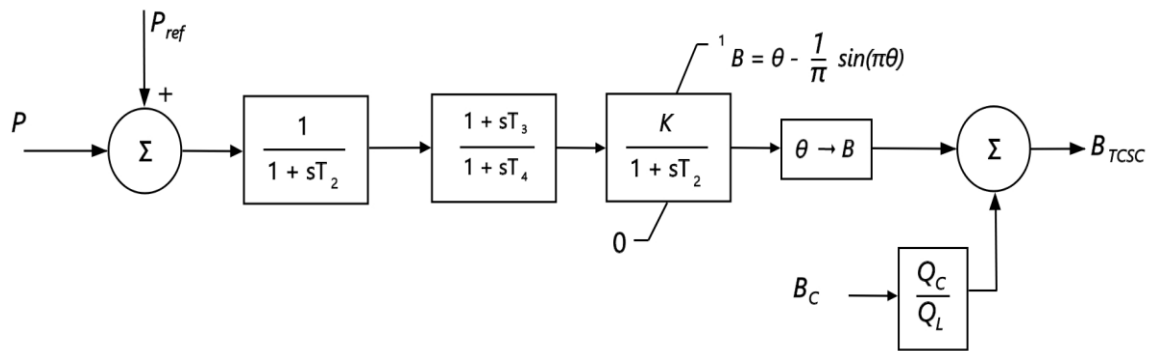 P_ref
+
P
Σ
1
1 + sT_2
1 + sT_3
1 + sT_4
K
1 + sT_2
1
B = θ - 1/π sin(πθ)
0
θ → B
Σ
B_TCSC
B_C
Q_C
Q_L